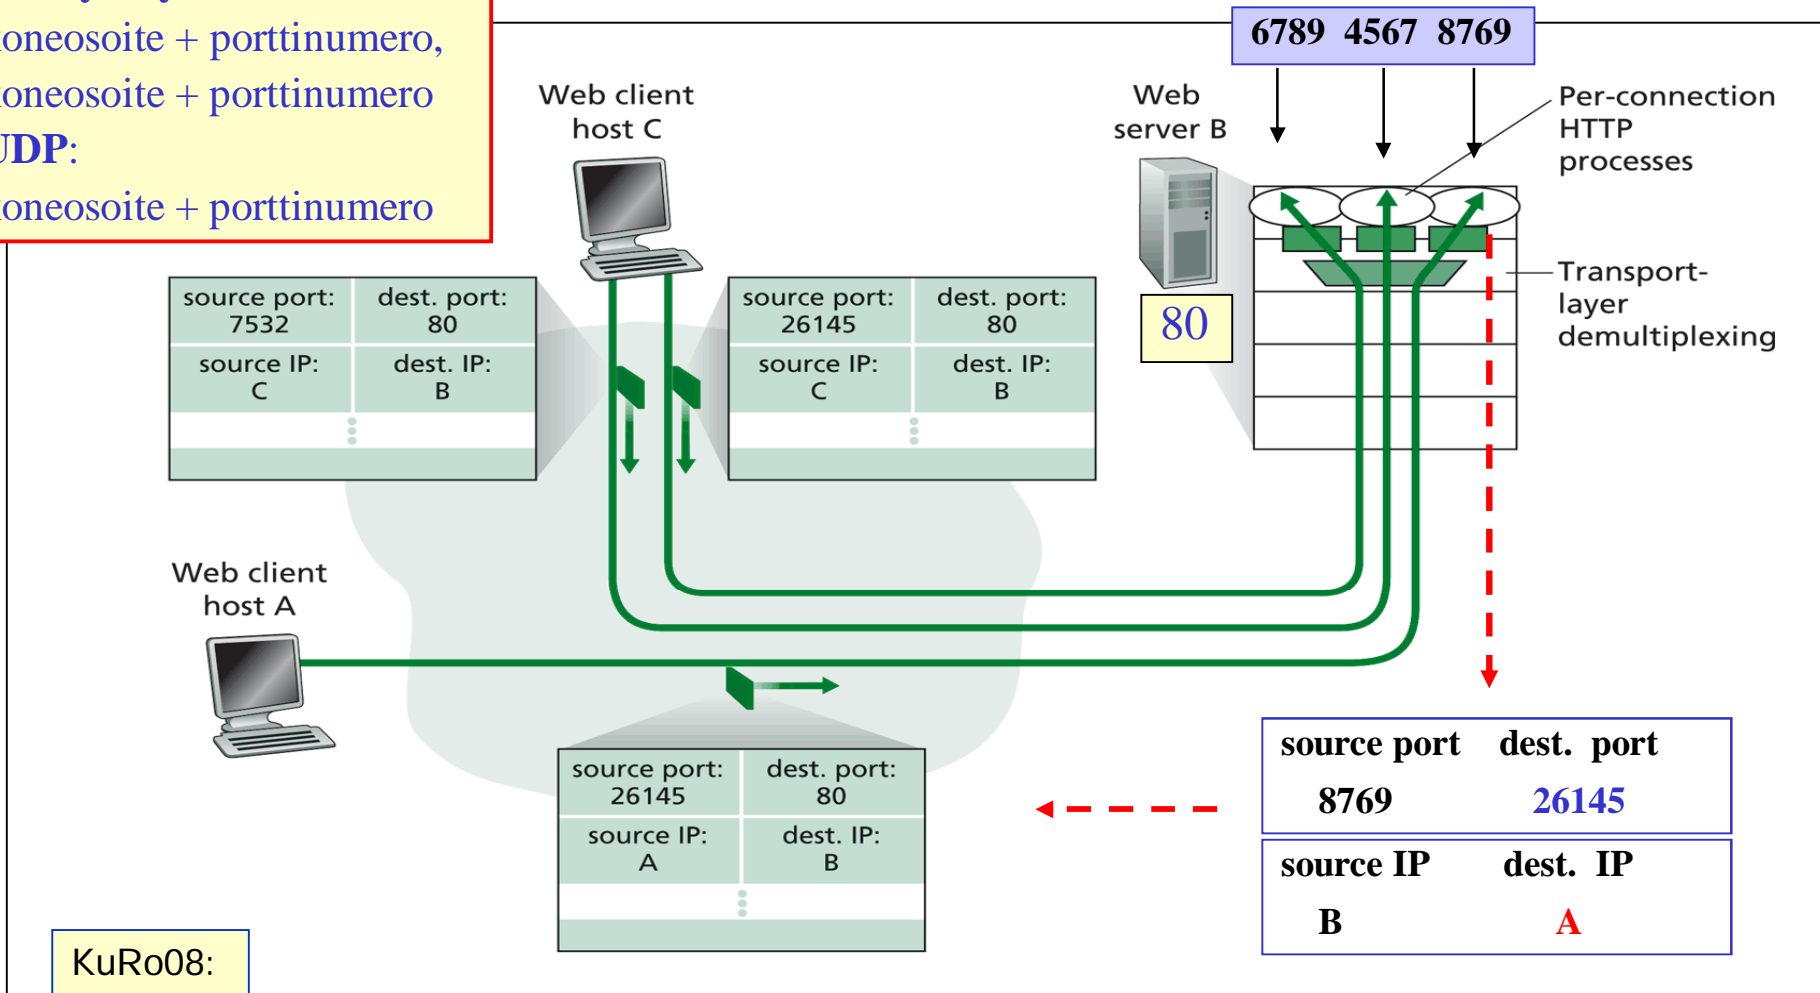 koneosoite + porttinumero,
koneosoite + porttinumero
UDP:
koneosoite + porttinumero
6789 4567 8769
Web client
host C
Web
server B
Per-connection
HTTP
processes
Transport-
layer
demultiplexing
80
source port:
7532
dest. port:
80
source IP:
C
dest. IP:
B
source port:
26145
dest. port:
80
source IP:
C
dest. IP:
B
Web client
host A
source port:
26145
dest. port:
80
source IP:
A
dest. IP:
B
source port dest. port
8769 26145
source IP dest. IP
B A
KuRo08: